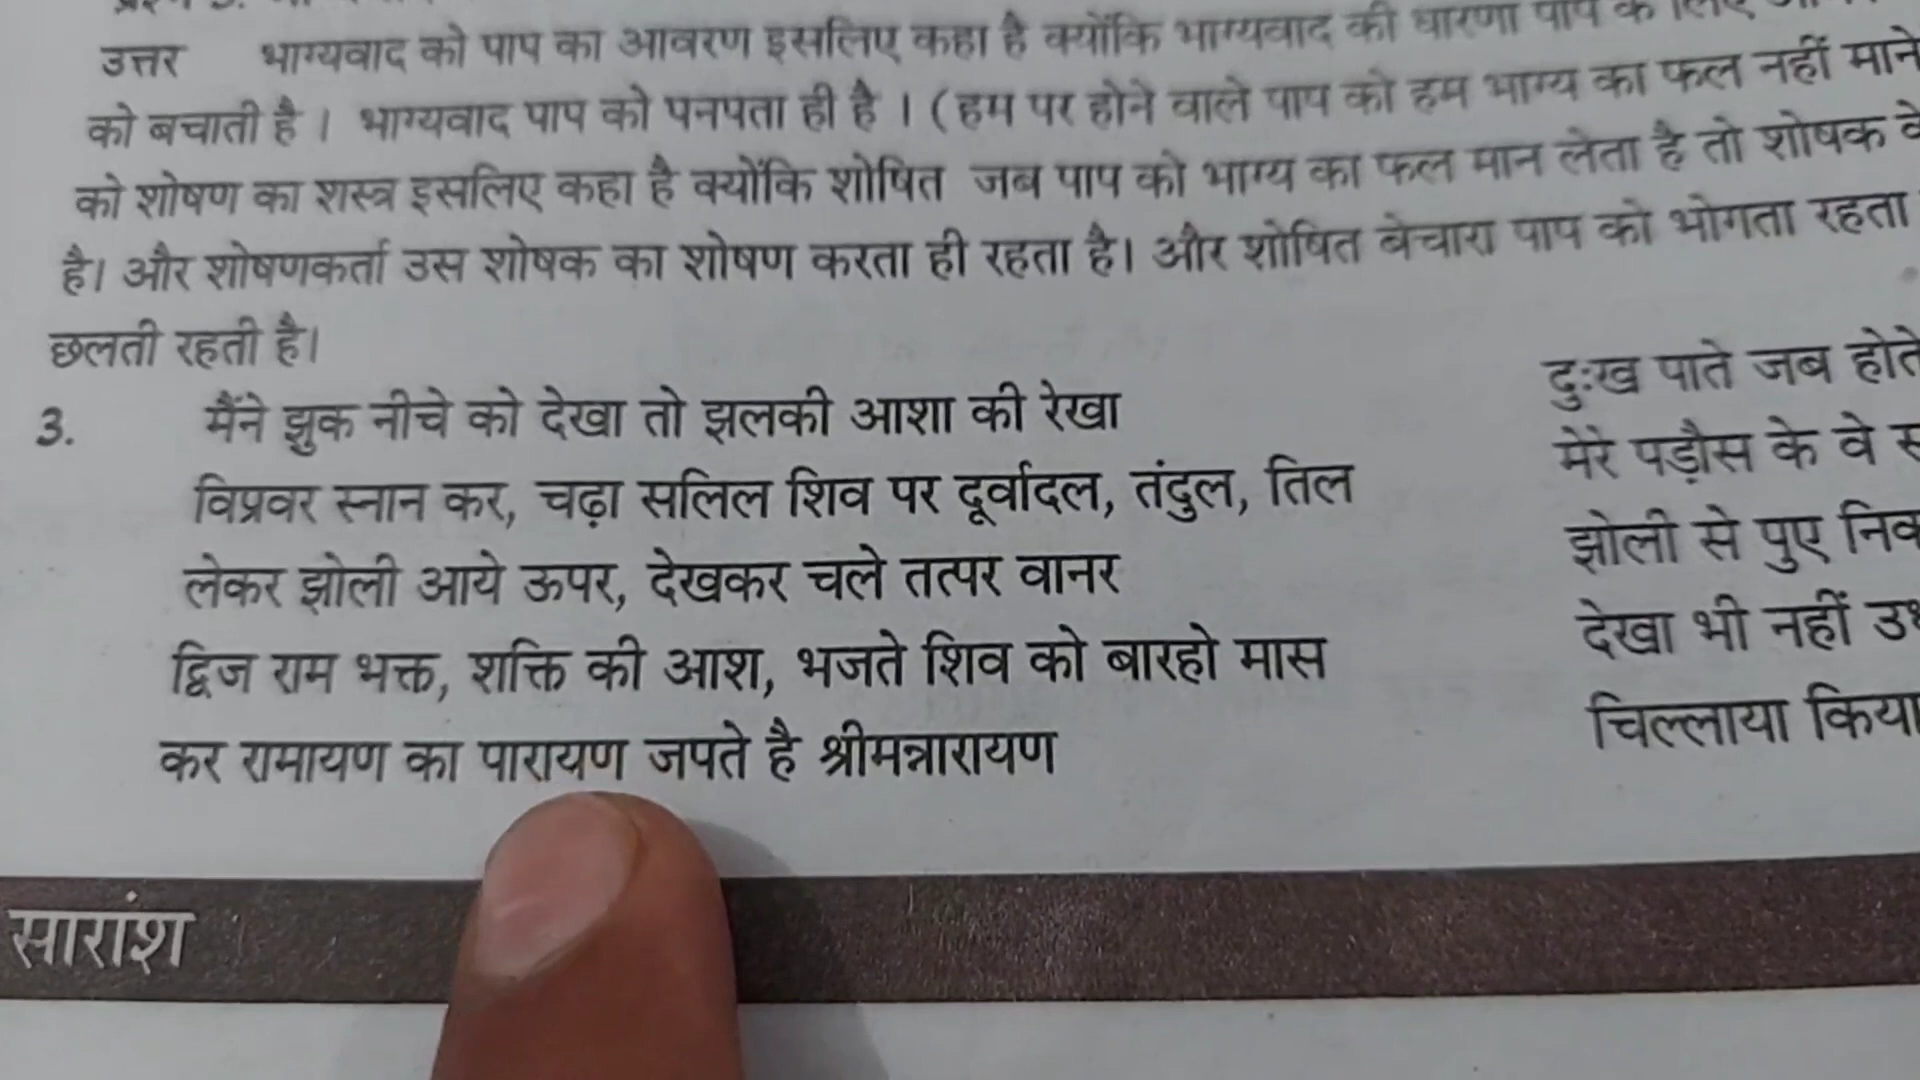 उत्तर भाग्यवाद को पाप का आवरण इसलिए कहा है क्योंकि भाग्यवाद की धारणा पाप के लिए
को बचाती है । भाग्यवाद पाप को पनपता ही है । (हम पर होने वाले पाप को हम भाग्य का फल नहीं माने
को शोषण का शस्त्र इसलिए कहा है क्योंकि शोषित जब पाप को भाग्य का फल मान लेता है तो शोषक
है। और शोषणकर्ता उस शोषक का शोषण करता ही रहता है। और शोषित बेचारा पाप को भोगता रहता
छलती रहती है।
3. मैंने झुक नीचे को देखा तो झलकी आशा की रेखा
विप्रवर स्नान कर, चढ़ा सलिल शिव पर दूर्वादल, तंदुल, तिल
लेकर झोली आये ऊपर, देखकर चले तत्पर वानर
द्विज राम भक्त, शक्ति की आश, भजते शिव को बारहो मास
कर रामायण का पारायण जपते है श्रीमन्नारायण
दुःख पाते जब होते
मेरे पड़ौस के वे
झोली से पुए
देखा भी नहीं
चिल्लाया किया
सारांश